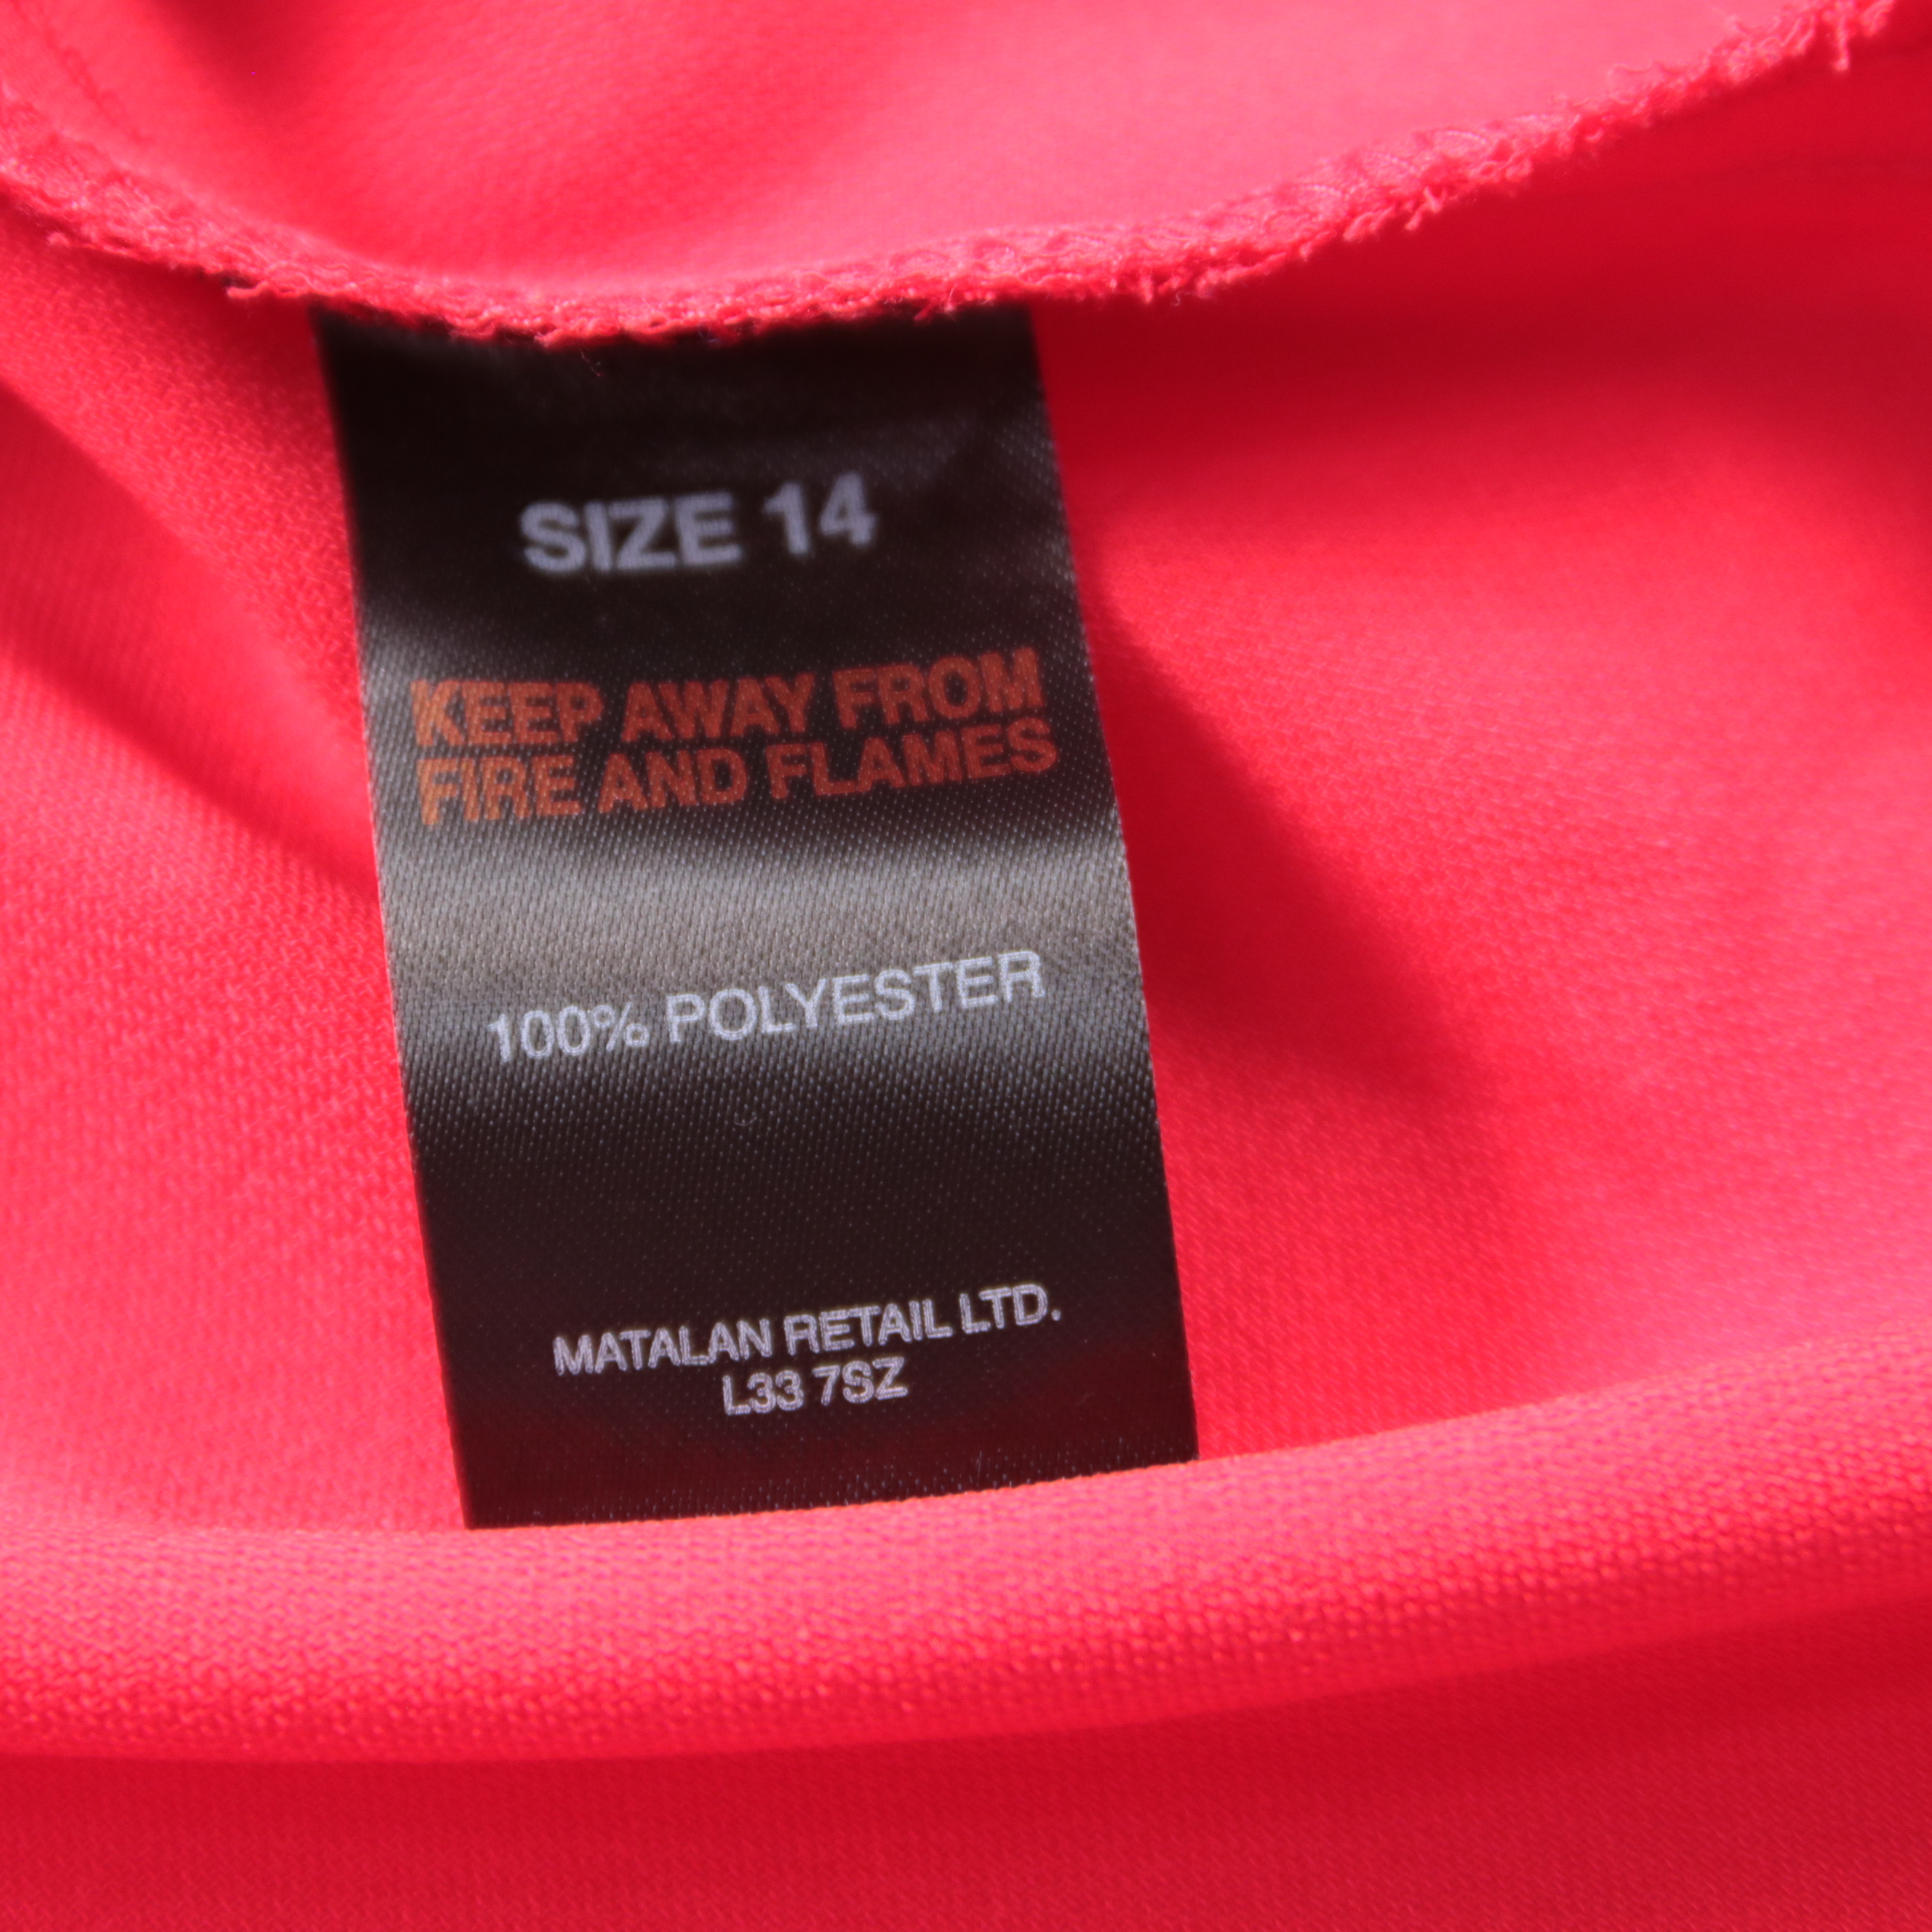 SIZE 14
KEEP AWAY FROM
FIRE AND FLAMES
100% POLYESTER
MATALAN RETAIL LTD.
L33 7SZ